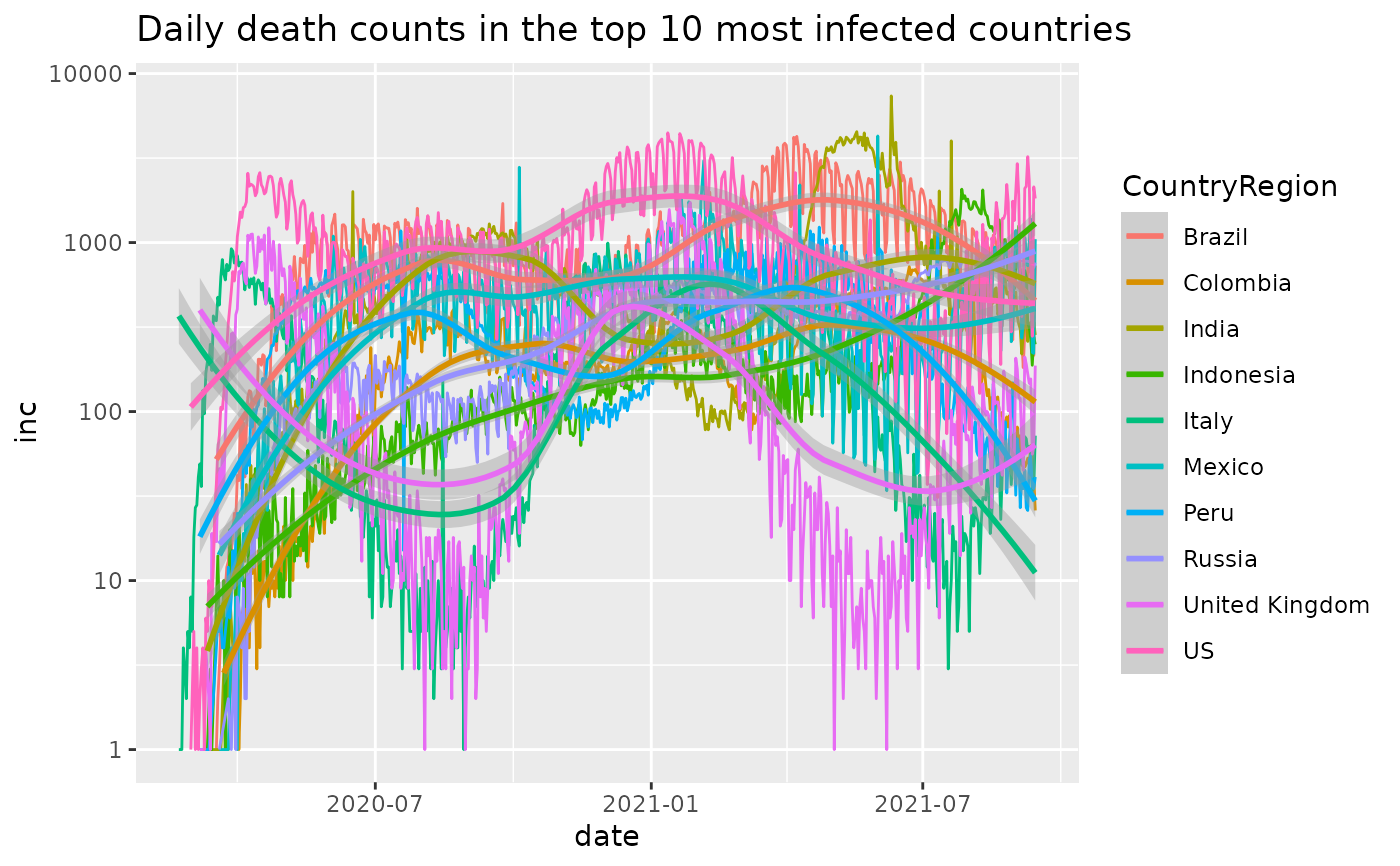 Daily death counts in the top 10 most infected countries
10000
1000
100
10
1
inc
2020-07
2021-01
2021-07
date
CountryRegion
Brazil
Colombia
India
Indonesia
Italy
Mexico
Peru
Russia
United Kingdom
US